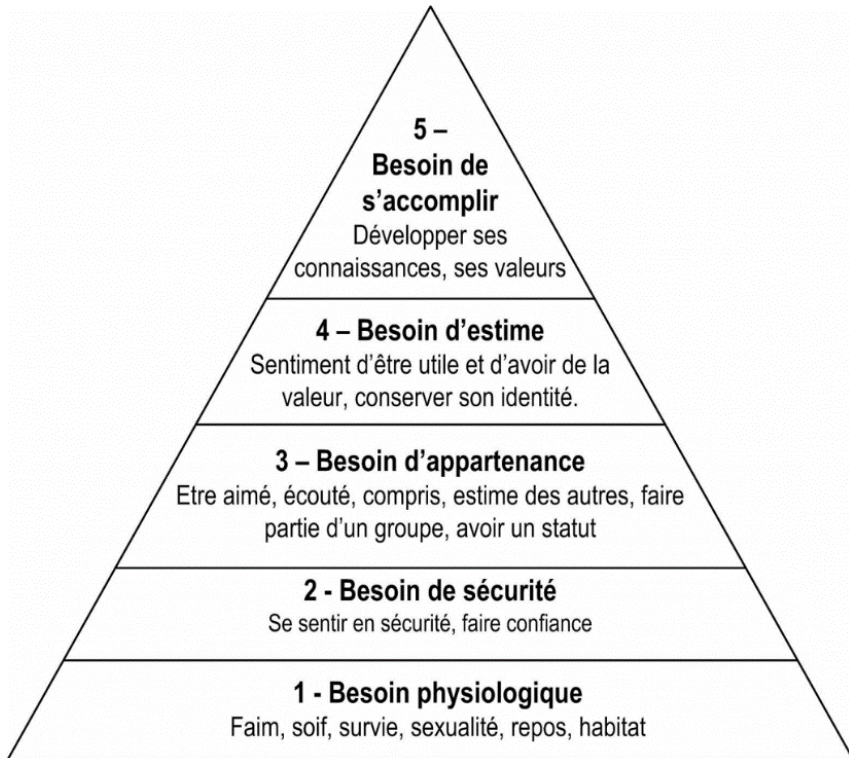 5 –
Besoin de
s’accomplir
Développer ses
connaissances, ses valeurs
4 – Besoin d’estime
Sentiment d’être utile et d’avoir de la
valeur, conserver son identité.
3 – Besoin d’appartenance
Etre aimé, écouté, compris, estime des autres, faire
partie d’un groupe, avoir un statut
2 - Besoin de sécurité
Se sentir en sécurité, faire confiance
1 - Besoin physiologique
Faim, soif, survie, sexualité, repos, habitat